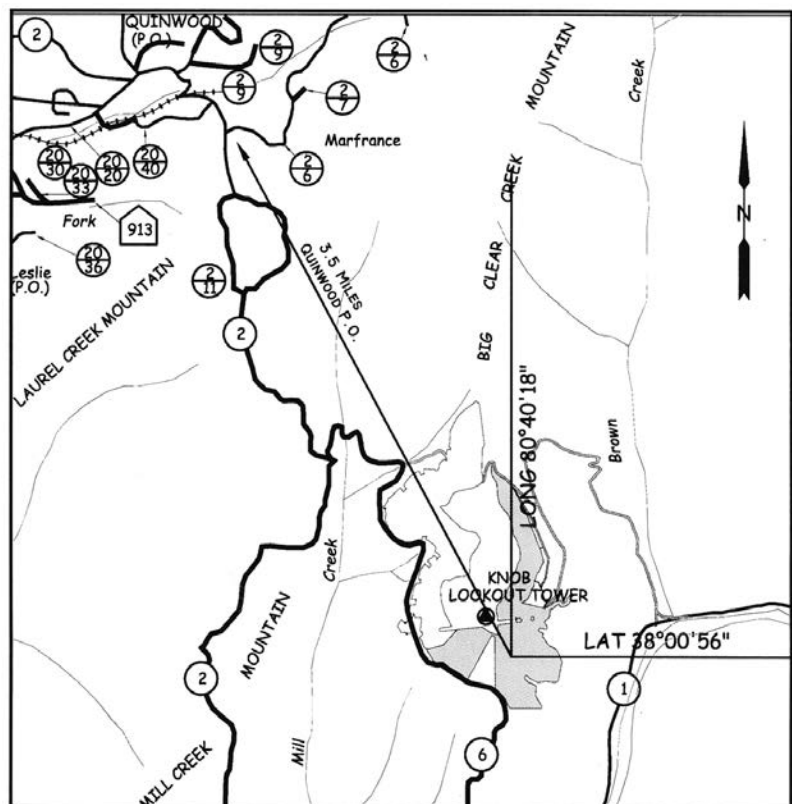 QUINWOOD
(P.O.)
2
2
9
2
6
2
9
2
7
Marfrance
2
6
20
30
20
20
20
40
20
33
Fork
913
20
36
eslie
(P.O.)
2
11
2
LAUREL CREEK MOUNTAIN
3.5 MILES
QUINWOOD P.O.
MOUNTAIN
Creek
BIG CLEAR CREEK
N
LONG 80°40'18"
Brown
KNOB
LOOKOUT TOWER
LAT 38°00'56"
Creek
MOUNTAIN
2
Mill
MILL CREEK
6
1